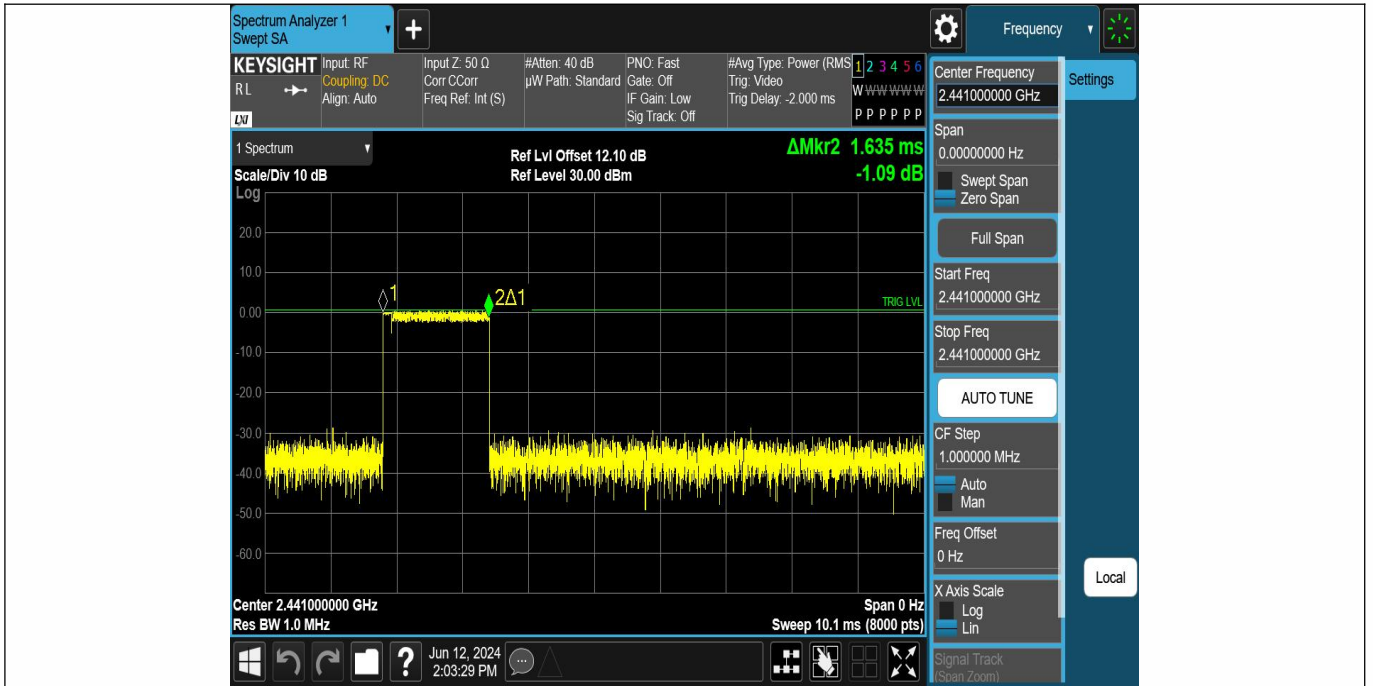 Spectrum Analyzer 1
Swept SA
+
Frequency
KEYSIGHT
RL
LXI
Input: RF
Coupling: DC
Align: Auto
Input Z: 50 Ω
Corr CCorr
Freq Ref: Int (S)
#Atten: 40 dB
µW Path: Standard
PNO: Fast
Gate: Off
IF Gain: Low
Sig Track: Off
#Avg Type: Power (RMS
Trig: Video
Trig Delay: -2.000 ms
1 2 3 4 5 6
W W W W W W
P P P P P P
1 Spectrum
Scale/Div 10 dB
Ref Lvl Offset 12.10 dB
Ref Level 30.00 dBm
ΔMkr2 1.635 ms
-1.09 dB
Log
20.0
10.0
0.00
-10.0
-20.0
-30.0
-40.0
-50.0
-60.0
1
2Δ1
TRIG LVL
Center 2.441000000 GHz
Res BW 1.0 MHz
Span 0 Hz
Sweep 10.1 ms (8000 pts)
Center Frequency
2.441000000 GHz
Settings
Span
0.00000000 Hz
Swept Span
Zero Span
Full Span
Start Freq
2.441000000 GHz
Stop Freq
2.441000000 GHz
AUTO TUNE
CF Step
1.000000 MHz
Auto
Man
Freq Offset
0 Hz
X Axis Scale
Log
Lin
Local
Signal Track
(Span Zoom)
?
Jun 12, 2024
2:03:29 PM